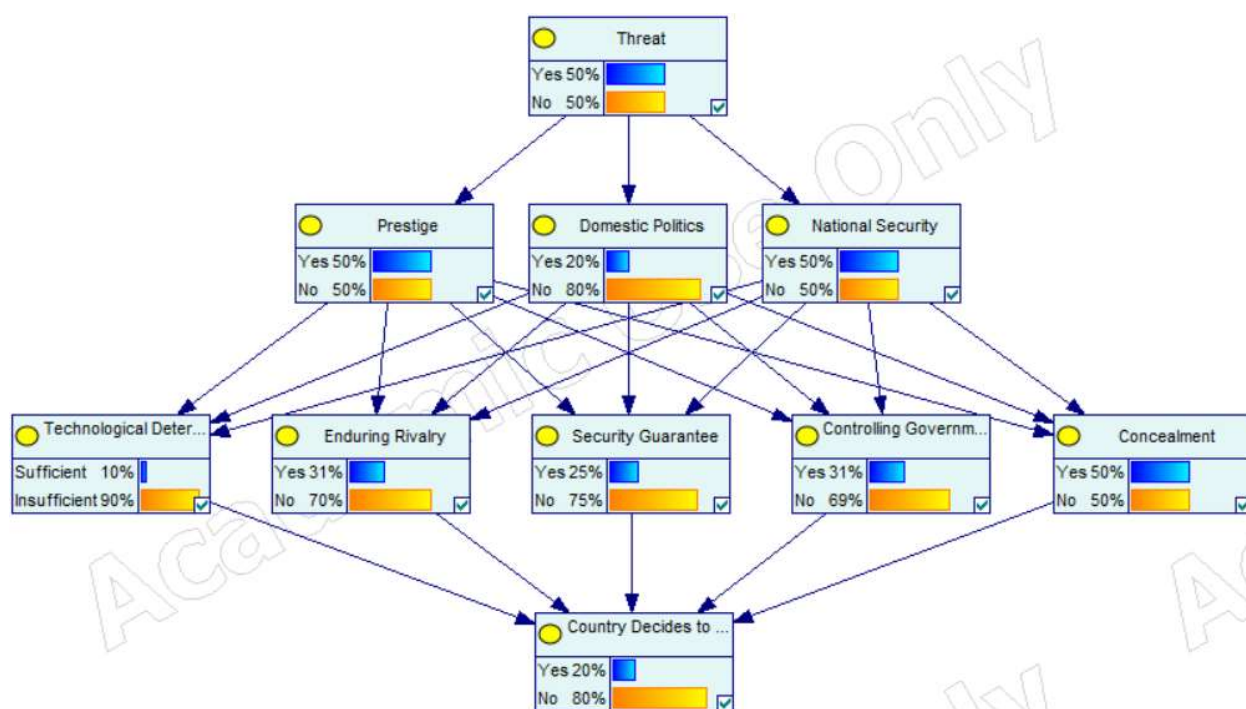 Threat
Yes 50%
No 50%
Prestige
Yes 50%
No 50%
Domestic Politics
Yes 20%
No 80%
National Security
Yes 50%
No 50%
Technological Deter...
Sufficient 10%
Insufficient 90%
Enduring Rivalry
Yes 31%
No 70%
Security Guarantee
Yes 25%
No 75%
Controlling Governm...
Yes 31%
No 69%
Concealment
Yes 50%
No 50%
Country Decides to ...
Yes 20%
No 80%
Academic Use Only